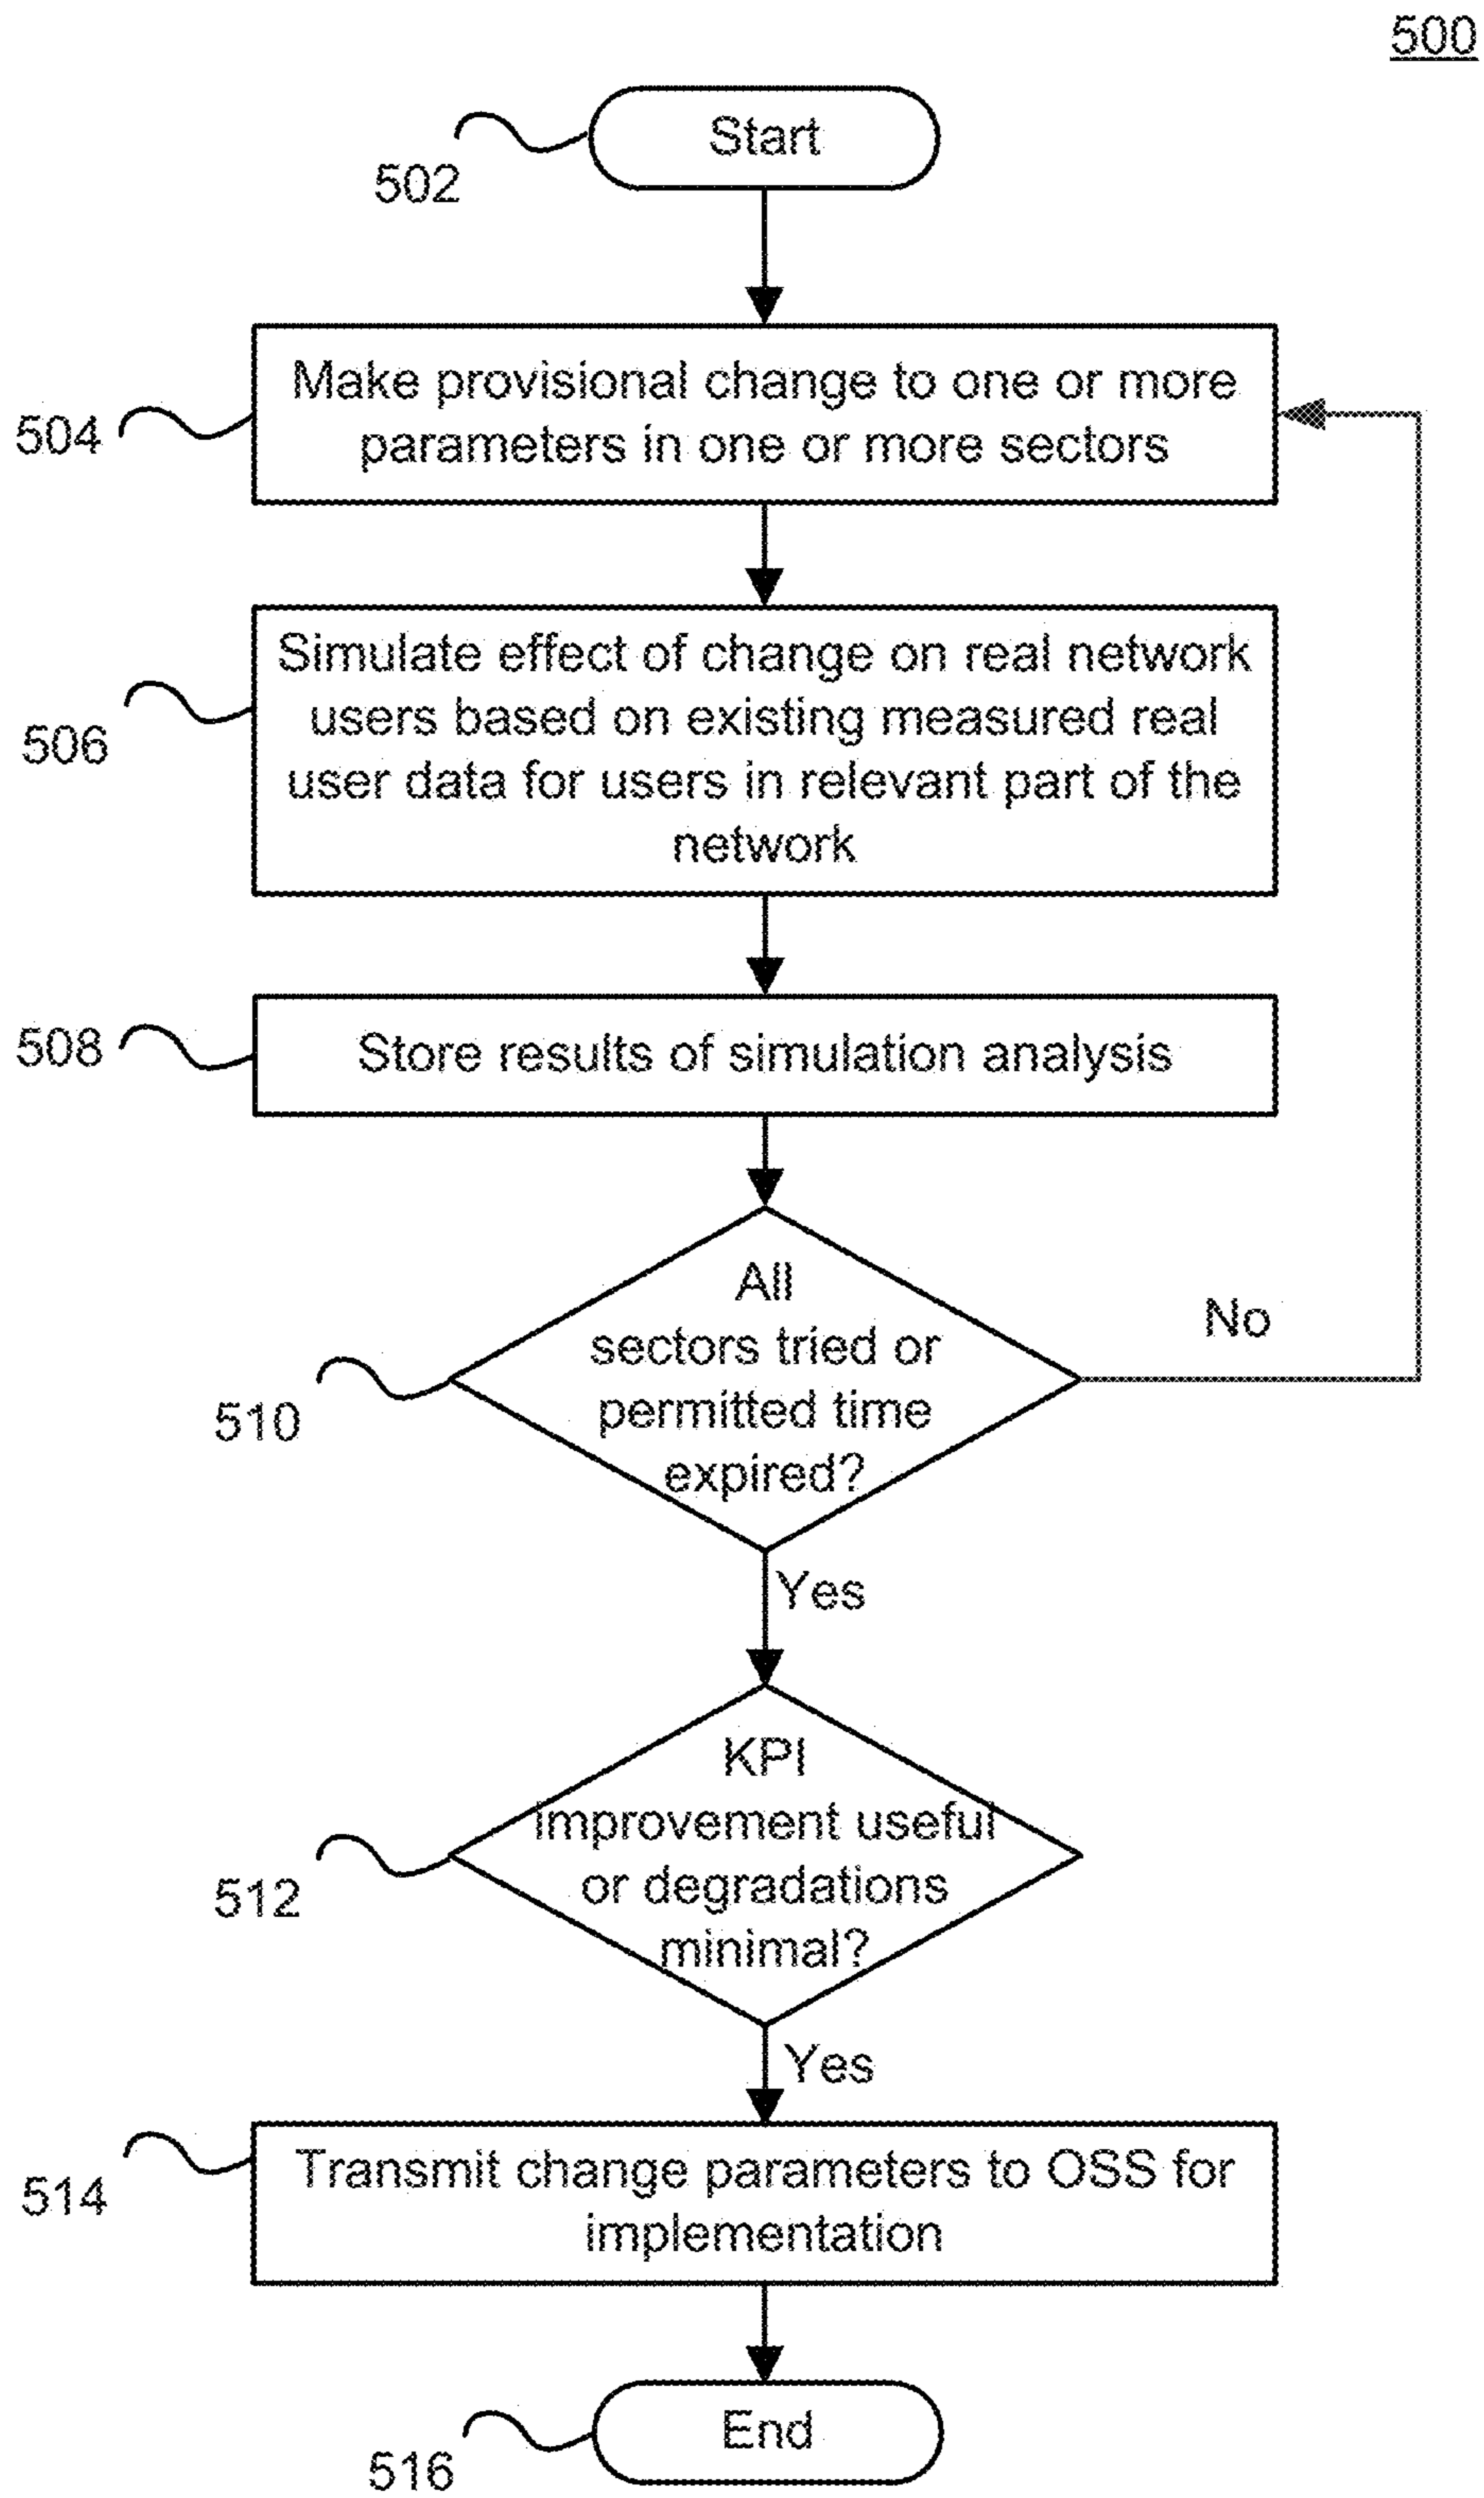 500
Start
502
Make provisional change to one or more
parameters in one or more sectors
504
Simulate effect of change on real network
users based on existing measured real
user data for users in relevant part of the
network
506
Store results of simulation analysis
508
All
sectors tried or
permitted time
expired?
No
510
Yes
KPI
improvement useful
or degradations
minimal?
512
Yes
Transmit change parameters to OSS for
implementation
514
End
516